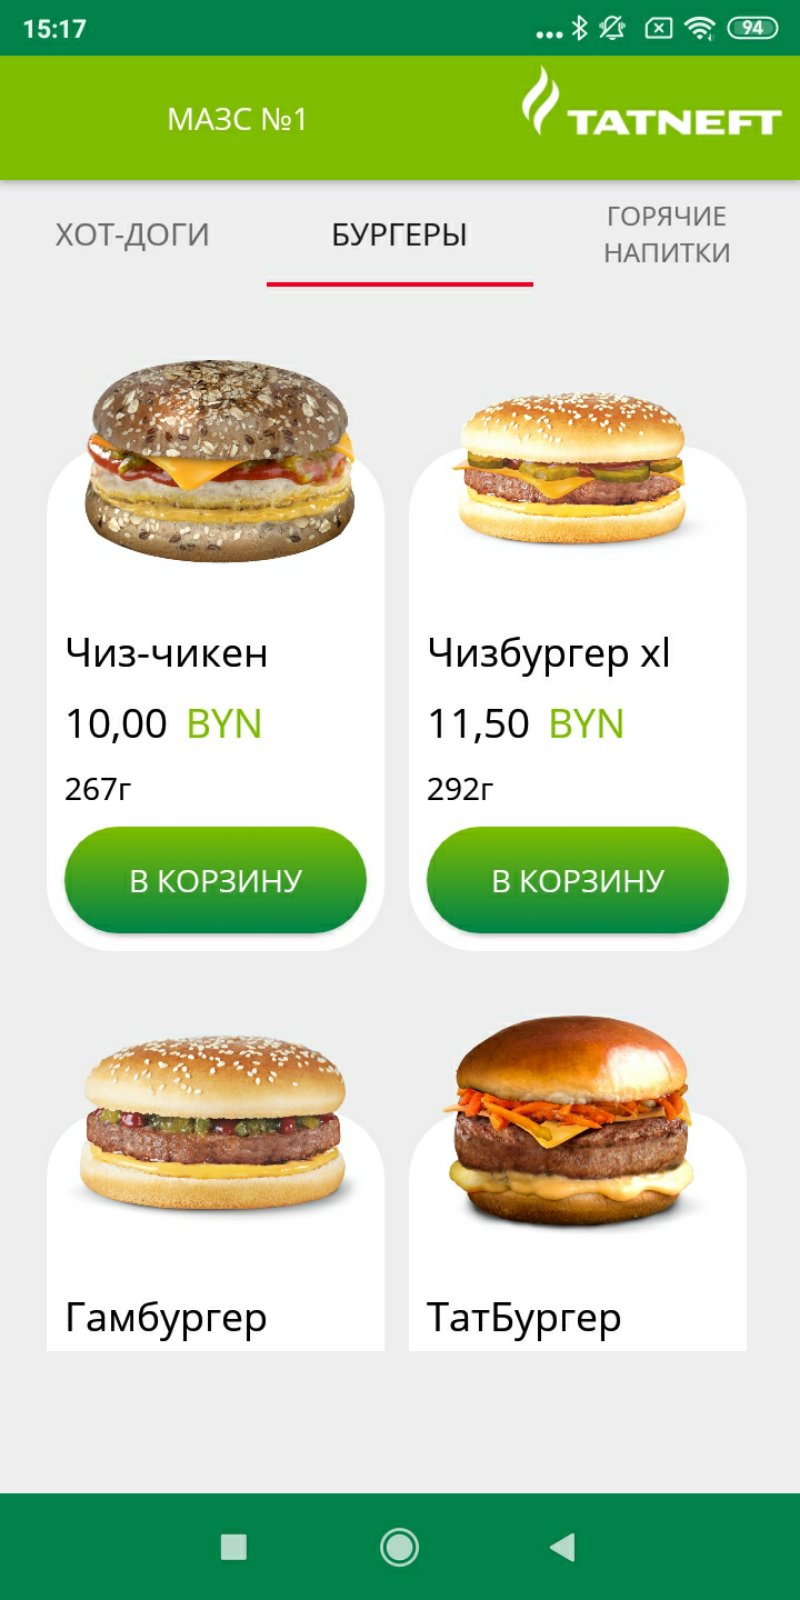 15:17
94
МАЗС №1
TATNEFT
ХОТ-ДОГИ
БУРГЕРЫ
ГОРЯЧИЕ
НАПИТКИ
Чиз-чикен
10,00 BYN
267г
В КОРЗИНУ
Чизбургер xl
11,50 BYN
292г
В КОРЗИНУ
Гамбургер
ТатБургер